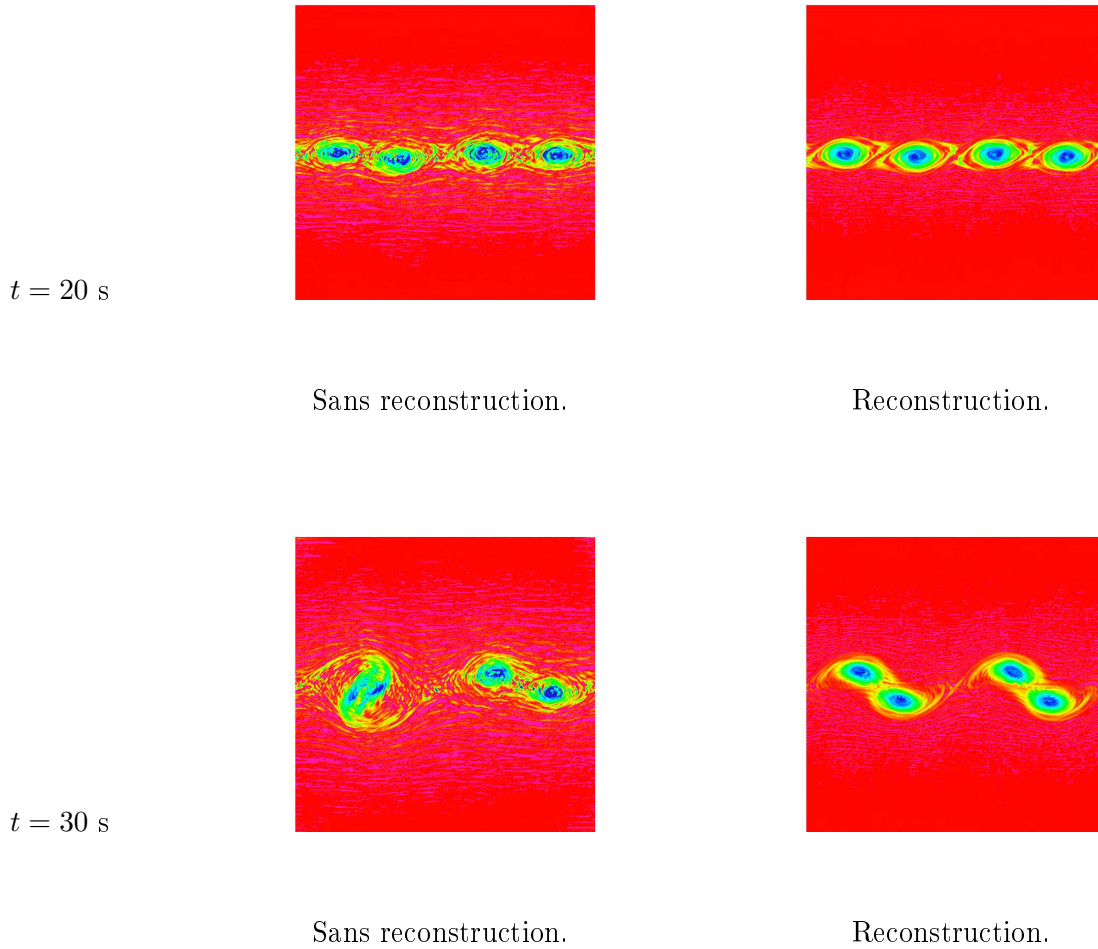 t = 20 s
Sans reconstruction.
Reconstruction.
t = 30 s
Sans reconstruction.
Reconstruction.